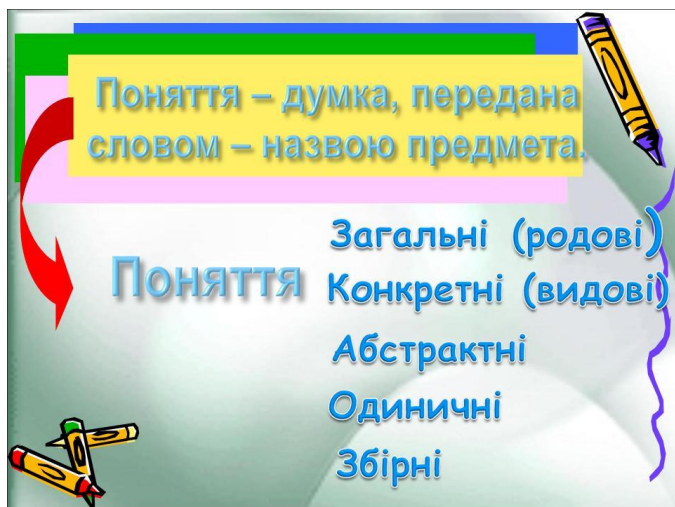 Поняття – думка, передана
словом – назвою предмета.
Поняття
Загальні (родові)
Конкретні (видові)
Абстрактні
Одиничні
Збірні